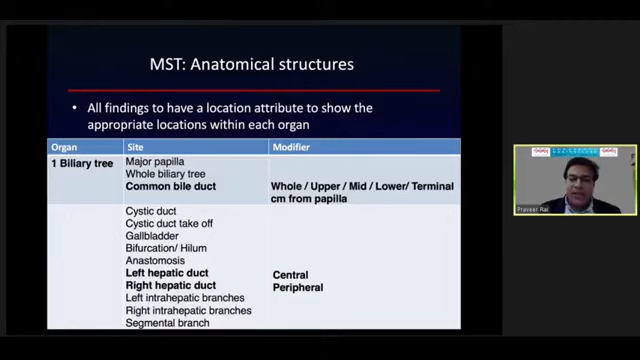 MST: Anatomical structures
• All findings to have a location attribute to show the
appropriate locations within each organ
Organ Site Modifier
1 Biliary tree Major papilla
Whole biliary tree
Common bile duct Whole / Upper / Mid / Lower/ Terminal
cm from papilla
Cystic duct
Cystic duct take off
Gallbladder
Bifurcation/ Hilum
Anastomosis
Left hepatic duct Central
Right hepatic duct Peripheral
Left intrahepatic branches
Right intrahepatic branches
Segmental branch
Praveer Rai